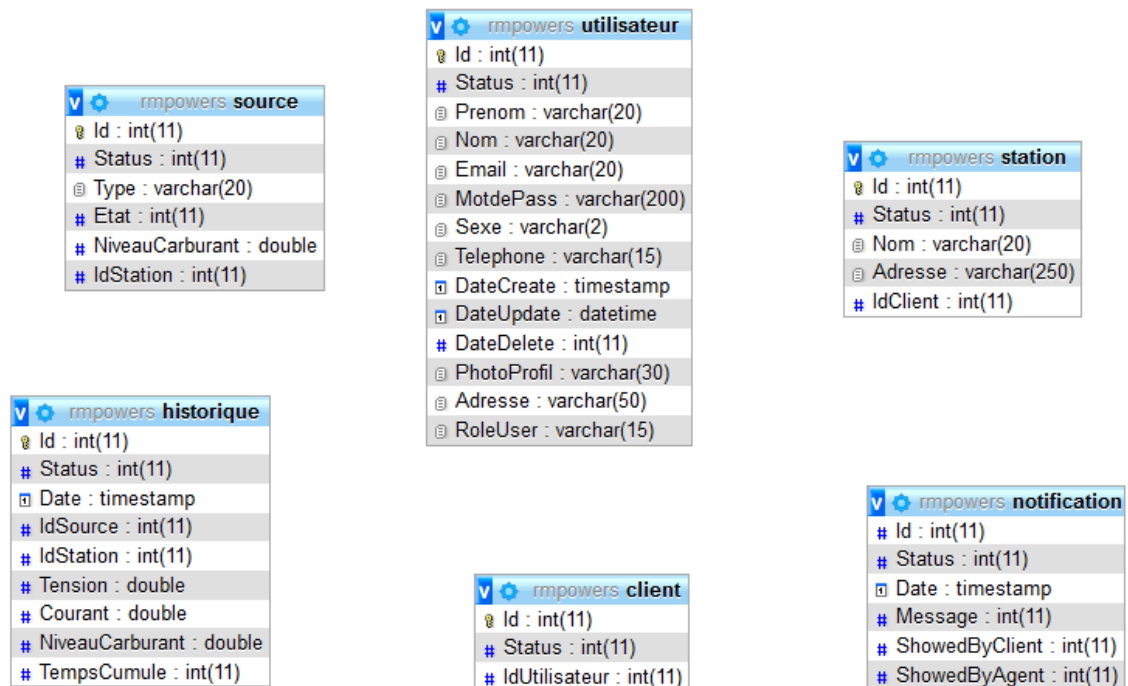 rmpowers utilisateur
Id : int(11)
Status : int(11)
Prenom : varchar(20)
Nom : varchar(20)
Email : varchar(20)
MotdePass : varchar(200)
Sexe : varchar(2)
Telephone : varchar(15)
DateCreate : timestamp
DateUpdate : datetime
DateDelete : int(11)
PhotoProfil : varchar(30)
Adresse : varchar(50)
RoleUser : varchar(15)
rmpowers source
Id : int(11)
Status : int(11)
Type : varchar(20)
Etat : int(11)
NiveauCarburant : double
IdStation : int(11)
rmpowers station
Id : int(11)
Status : int(11)
Nom : varchar(20)
Adresse : varchar(250)
IdClient : int(11)
rmpowers historique
Id : int(11)
Status : int(11)
Date : timestamp
IdSource : int(11)
IdStation : int(11)
Tension : double
Courant : double
NiveauCarburant : double
TempsCumule : int(11)
rmpowers client
Id : int(11)
Status : int(11)
IdUtilisateur : int(11)
rmpowers notification
Id : int(11)
Status : int(11)
Date : timestamp
Message : int(11)
ShowedByClient : int(11)
ShowedByAgent : int(11)